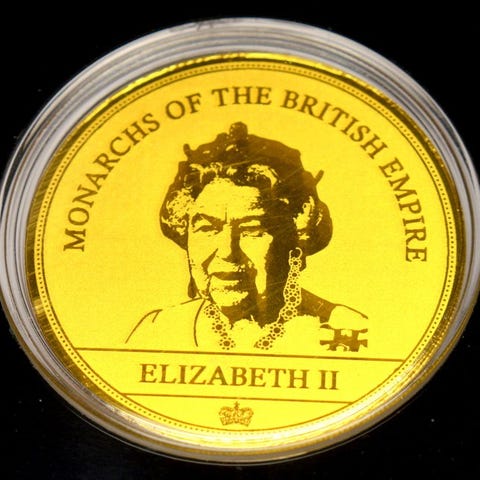 MONARCHS OF THE BRITISH EMPIRE
ELIZABETH II